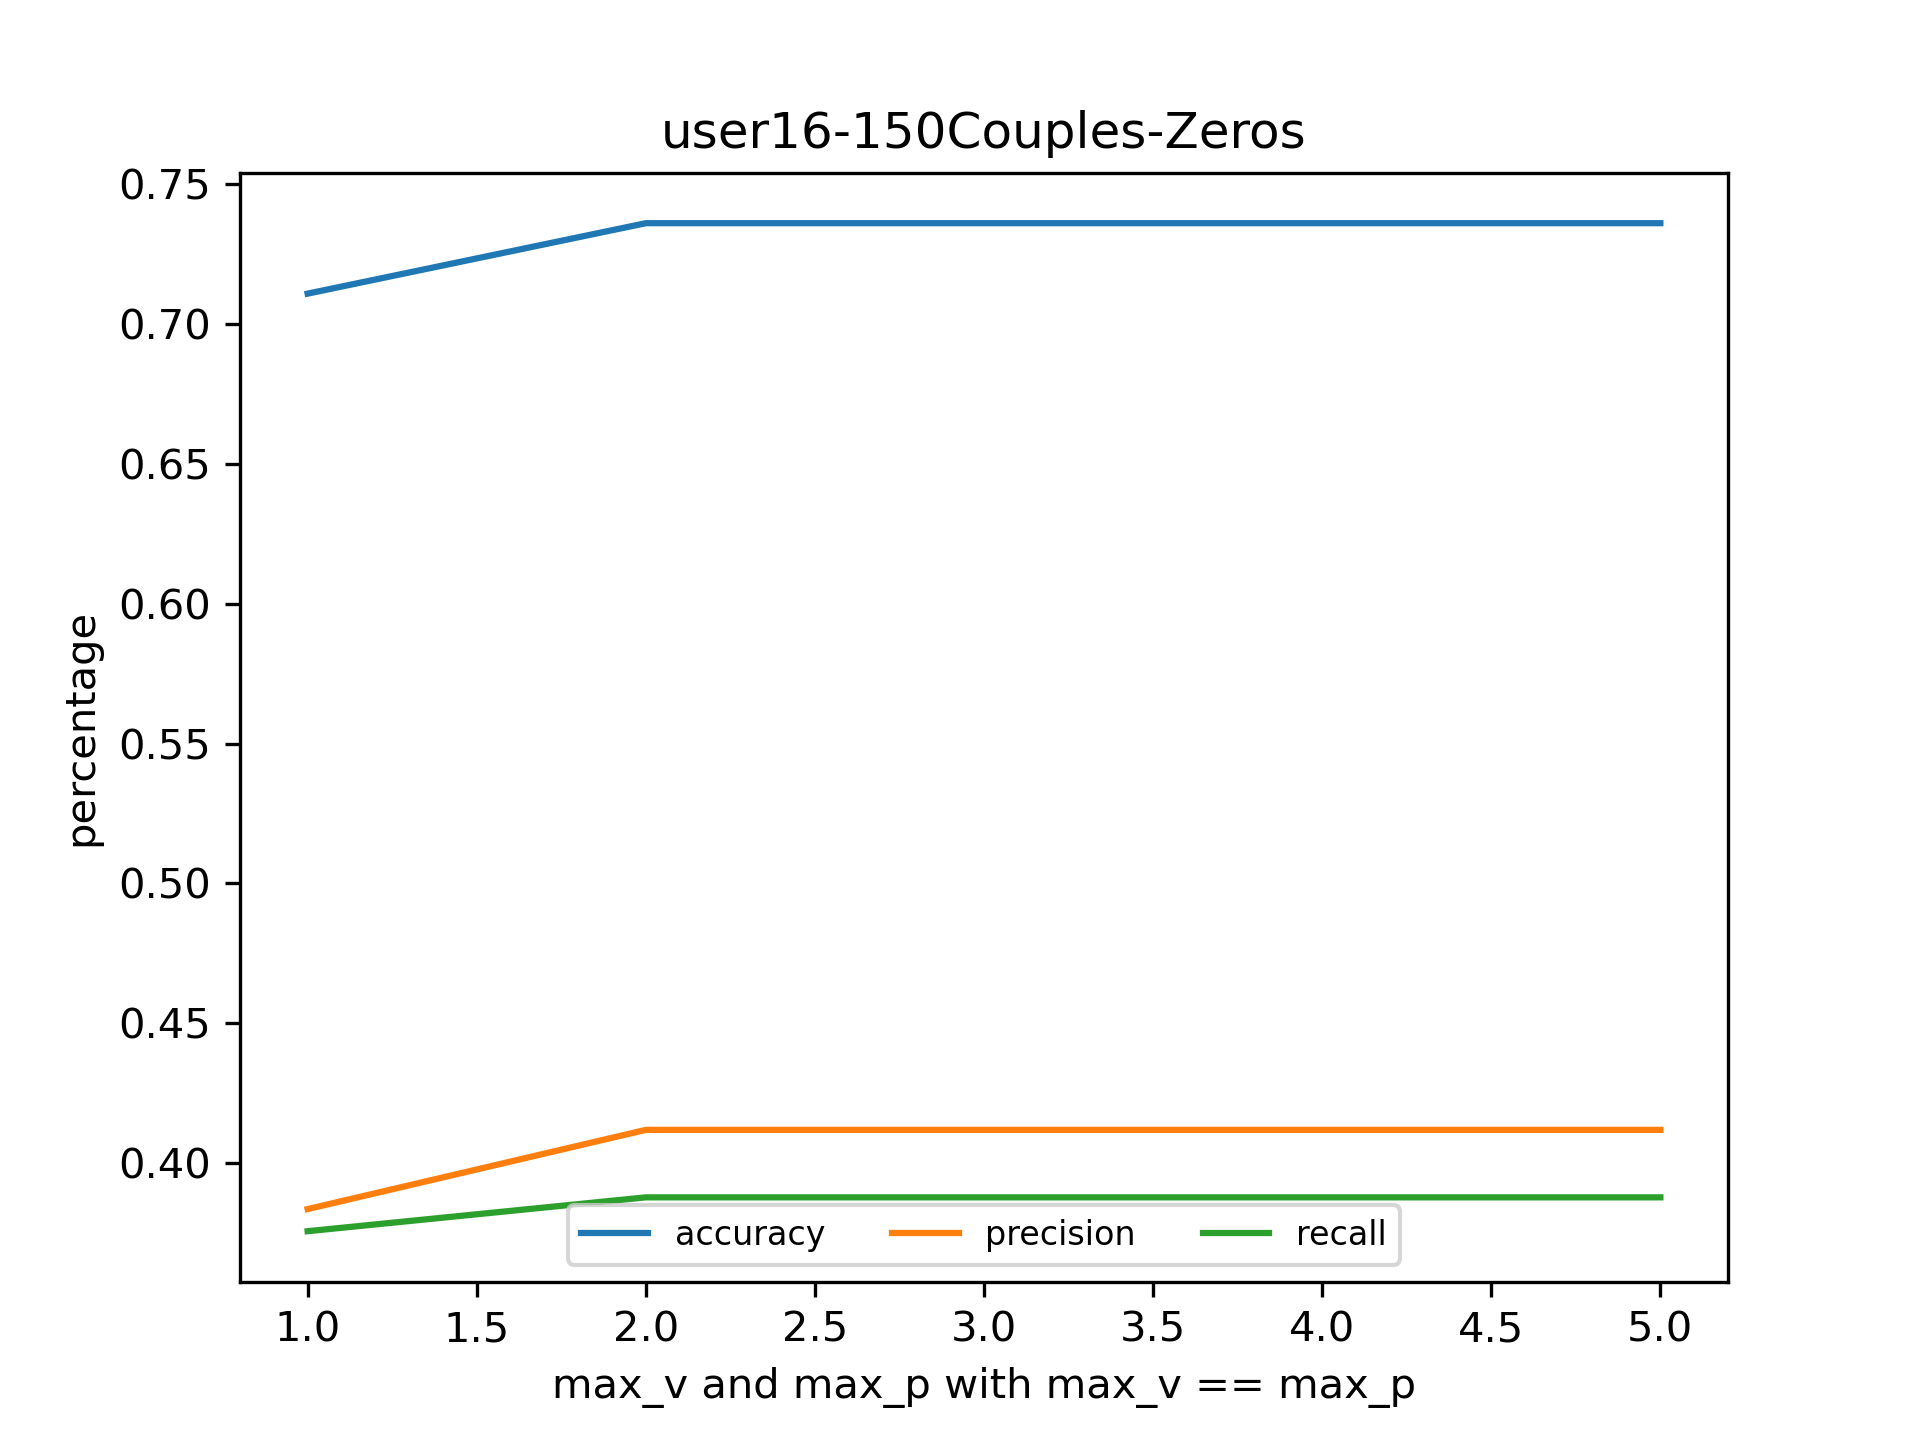 user16-150Couples-Zeros
0.75
0.70
0.65
0.60
0.55
0.50
0.45
0.40
percentage
accuracy precision recall
1.0 1.5 2.0 2.5 3.0 3.5 4.0 4.5 5.0
max_v and max_p with max_v == max_p